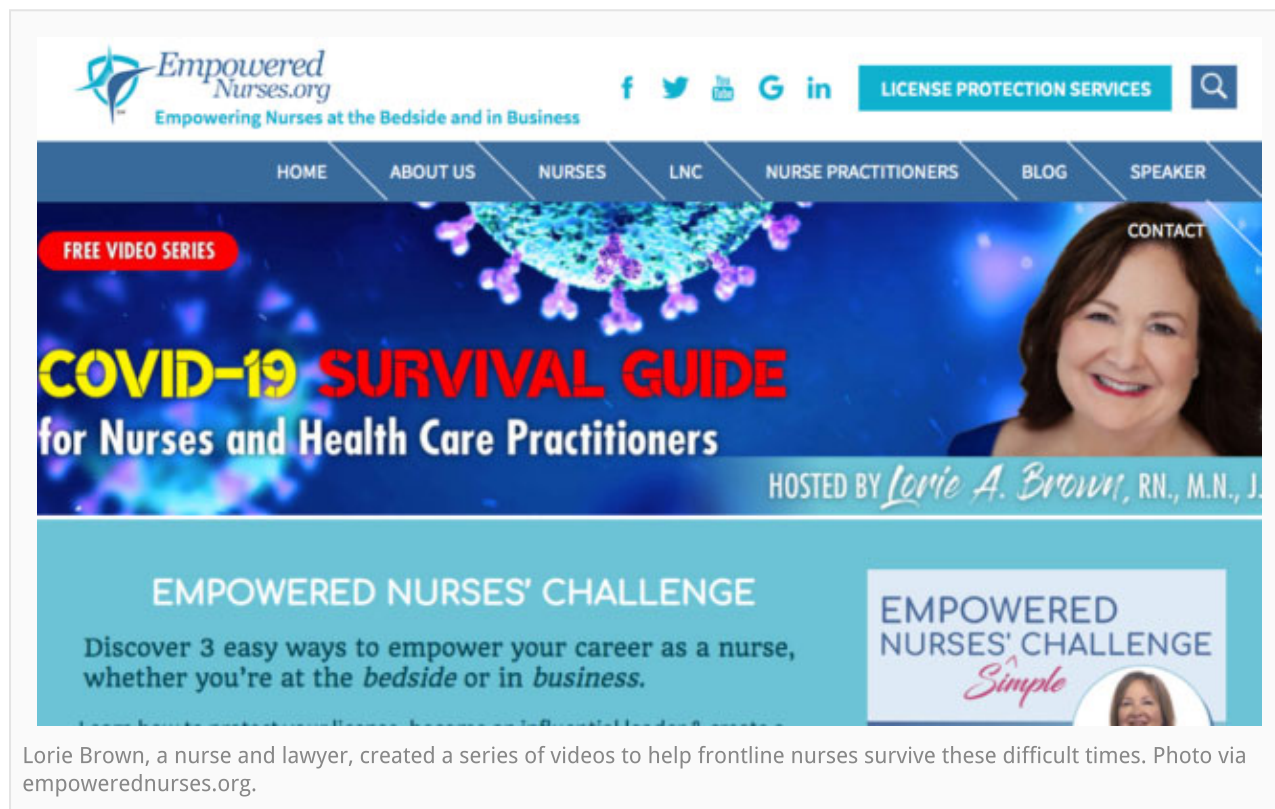 Empowered
Nurses.org
Empowering Nurses at the Bedside and in Business
f You Tube G in
LICENSE PROTECTION SERVICES
HOME ABOUT US NURSES LNC NURSE PRACTITIONERS BLOG SPEAKER
CONTACT
FREE VIDEO SERIES
COVID-19 SURVIVAL GUIDE
for Nurses and Health Care Practitioners
HOSTED BY Lorie A. Brown, RN., M.N., J.
EMPOWERED NURSES' CHALLENGE
Discover 3 easy ways to empower your career as a nurse,
whether you're at the bedside or in business.
EMPOWERED
NURSES' ^ CHALLENGE
Simple
Lorie Brown, a nurse and lawyer, created a series of videos to help frontline nurses survive these difficult times. Photo via
empowerednurses.org.